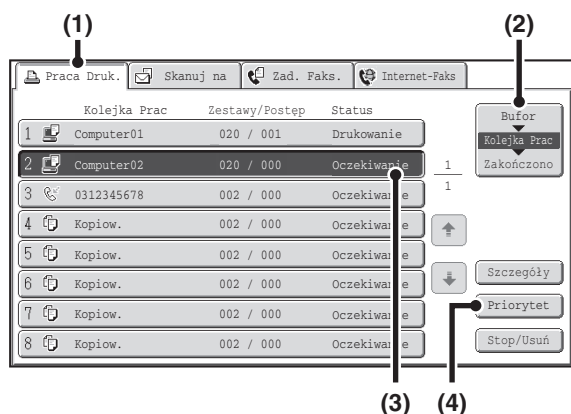 (1) (2)
Praca Druk. Skanuj na Zad. Faks. Internet-Faks
Kolejka Prac Zestawy/Postęp Status
Bufor
Kolejka Prac
Zakończono
1 Computer01 020 / 001 Drukowanie
2 Computer02 020 / 000 Oczekiwanie
3 0312345678 002 / 000 Oczekiwanie
4 Kopiow. 002 / 000 Oczekiwanie
5 Kopiow. 002 / 000 Oczekiwanie
6 Kopiow. 002 / 000 Oczekiwanie
7 Kopiow. 002 / 000 Oczekiwanie
8 Kopiow. 002 / 000 Oczekiwanie
1
1
Szczegóły
Priorytet
Stop/Usuń
(3) (4)